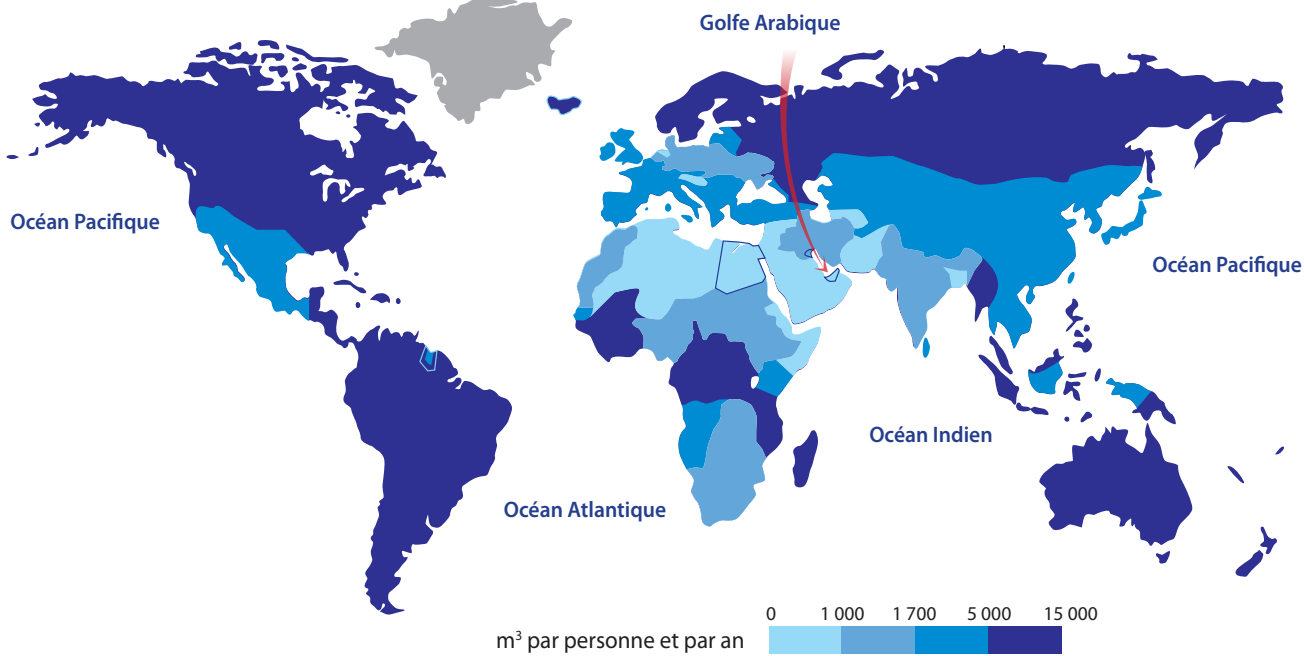 Golfe Arabique
Océan Pacifique
Océan Pacifique
Océan Indien
Océan Atlantique
0 1 000 1 700 5 000 15 000
m³ par personne et par an